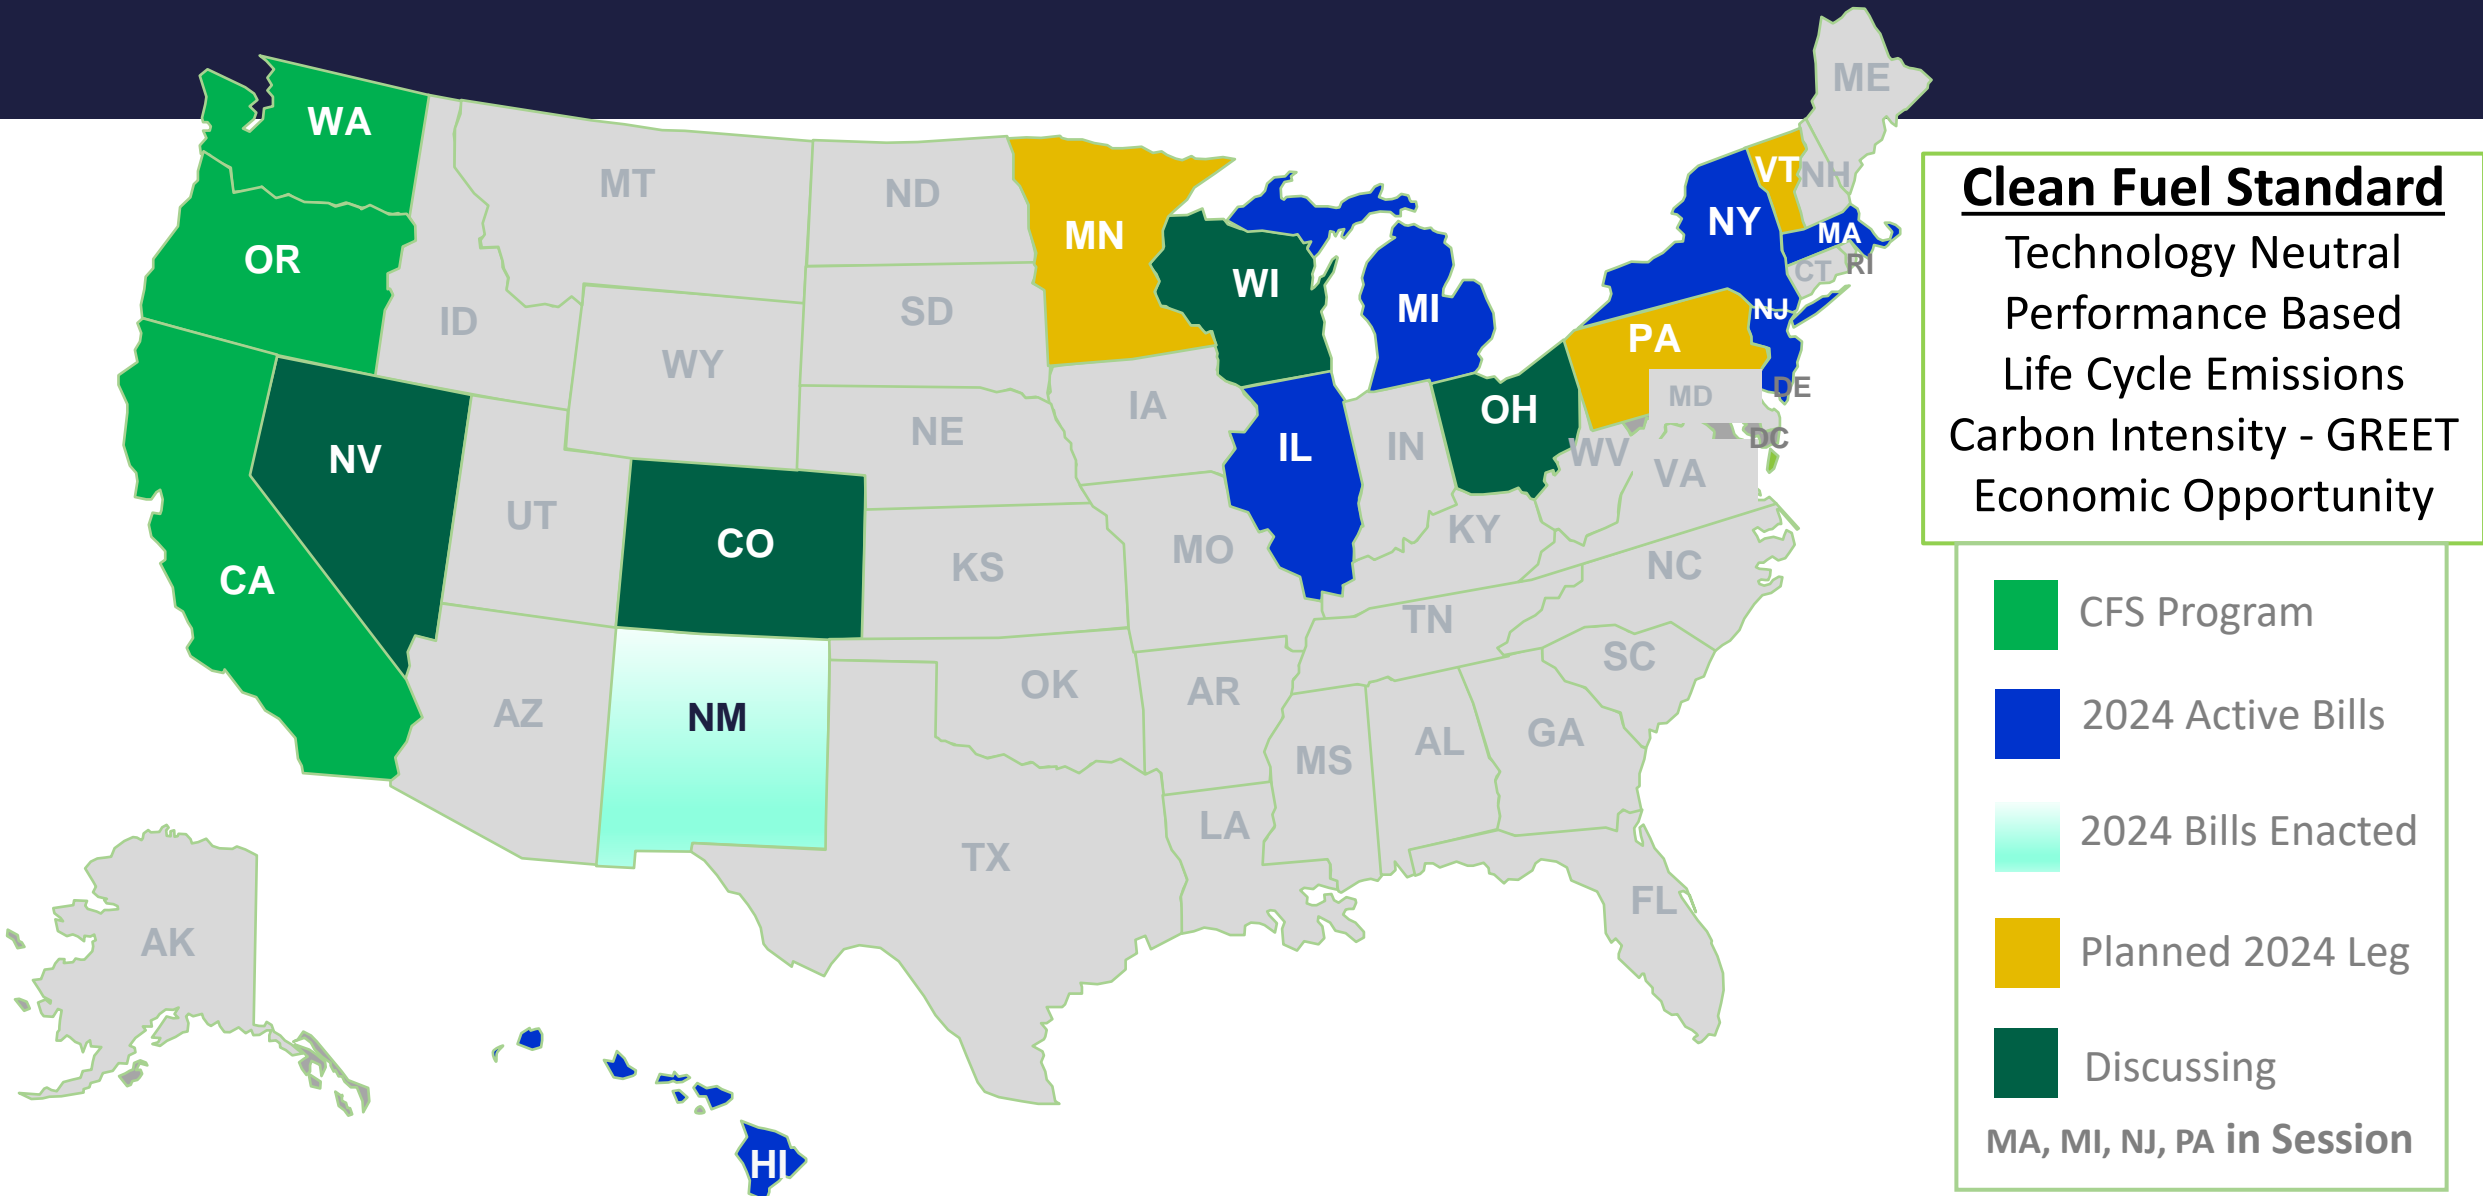 WA
OR
CA
NV
ID
MT
WY
UT
CO
AZ
NM
ND
SD
NE
KS
OK
TX
MN
IA
MO
AR
LA
WI
IL
MI
IN
OH
KY
TN
MS
AL
GA
FL
SC
NC
VA
WV
MD
DE
DC
PA
NJ
NY
CT
RI
MA
VT
NH
ME
AK
HI
Clean Fuel Standard
Technology Neutral
Performance Based
Life Cycle Emissions
Carbon Intensity - GREET
Economic Opportunity
CFS Program
2024 Active Bills
2024 Bills Enacted
Planned 2024 Leg
Discussing
MA, MI, NJ, PA in Session